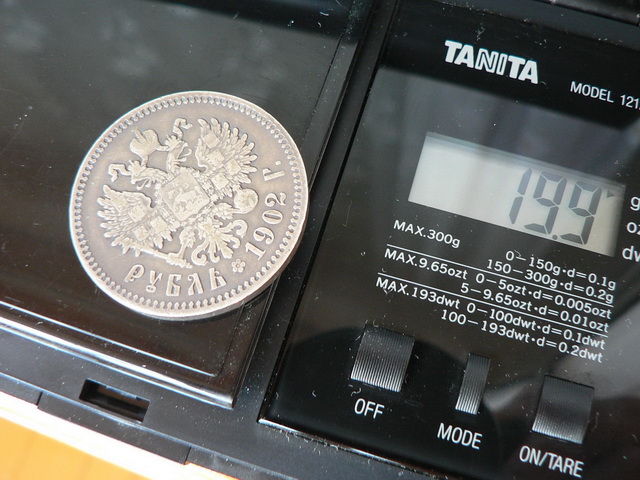 TANITA
MODEL 121
19.9
g
oz
dw
MAX.300g 0-150g·d=0.1g
150-300g·d=0.2g
MAX.9.65ozt 0-5ozt·d=0.005ozt
5-9.65ozt·d=0.01ozt
MAX.193dwt 0-100dwt·d=0.1dwt
100-193dwt·d=0.2dwt
OFF
MODE
ON/TARE
РУБЛЬ
1902 Г.